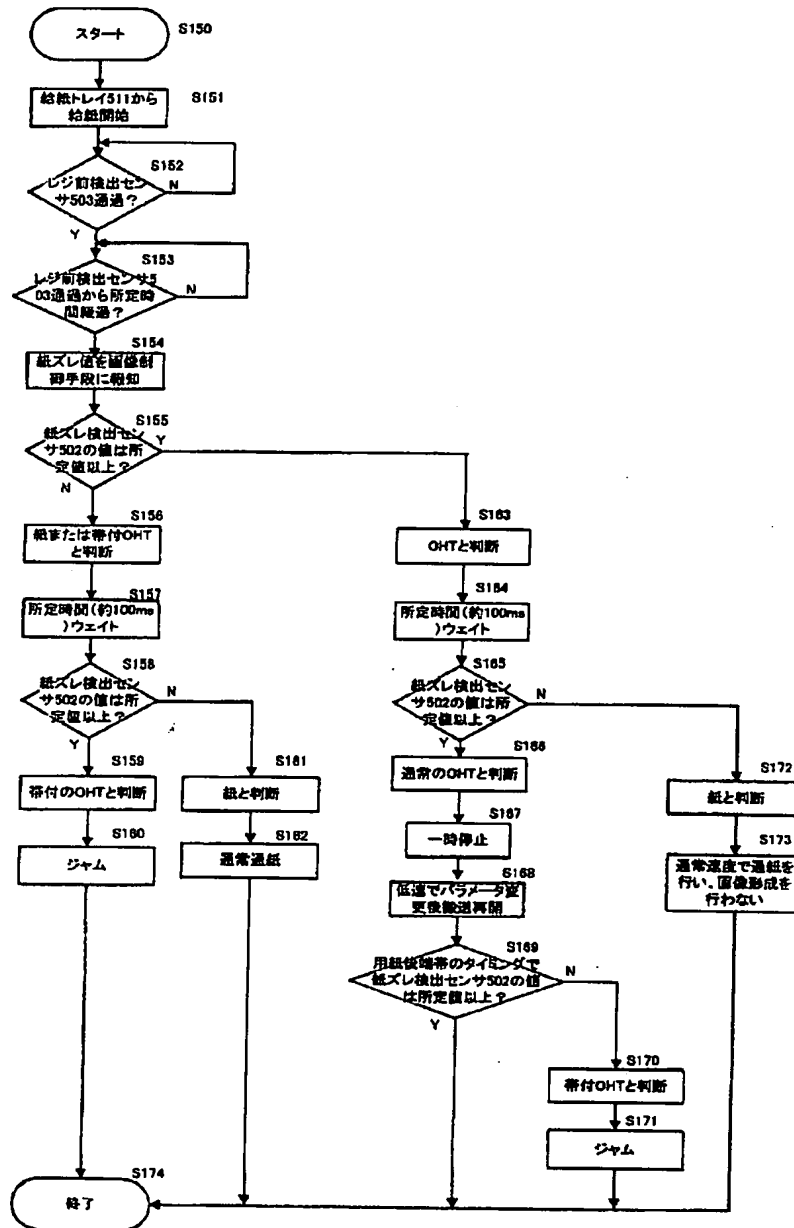 スタート
S150
給紙トレイ511から
給紙開始
S151
S152
レジ前検出セン
サ503通過?
N
Y
S153
レジ前検出センサ5
03通過から所定時
間経過?
N
Y
S154
紙ズレ値を画像制
御手段に報知
S155
紙ズレ検出セン
サ502の値は所
定値以上?
Y
N
S156
紙または帯付OHT
と判断
S157
所定時間(約100ms
)ウェイト
S158
紙ズレ検出セン
サ502の値は所
定値以上?
N
Y
S159
帯付のOHTと判断
S160
ジャム
S161
紙と判断
S162
通常通紙
S163
OHTと判断
S164
所定時間(約100ms
)ウェイト
S165
紙ズレ検出セン
サ502の値は所
定値以上?
N
Y
S166
通常のOHTと判断
S167
一時停止
S168
低速でパラメータ変
更後搬送再開
S169
用紙後端帯のタイミングで
紙ズレ検出センサ502の値
は所定値以上?
N
Y
S170
帯付OHTと判断
S171
ジャム
S172
紙と判断
S173
通常速度で通紙を
行い、画像形成を
行わない
S174
終了